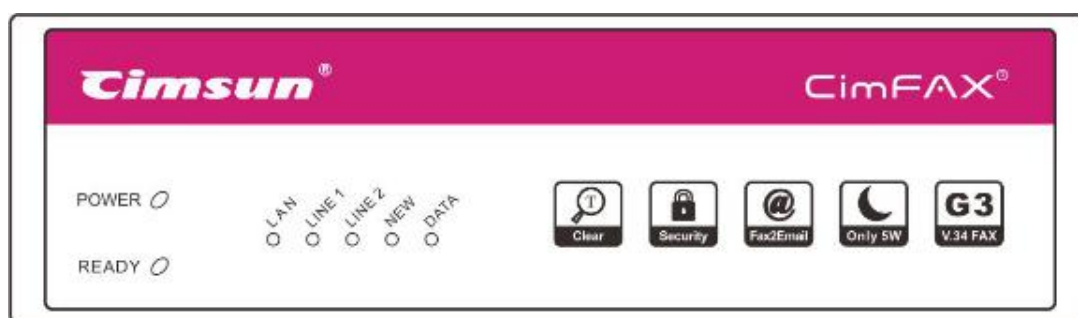 Cimsun®
CimFAX®
POWER
READY
LAN
LINE 1
LINE 2
NEW
DATA
T
Clear
Security
@
Fax2Email
Only 5W
G3
V.34 FAX